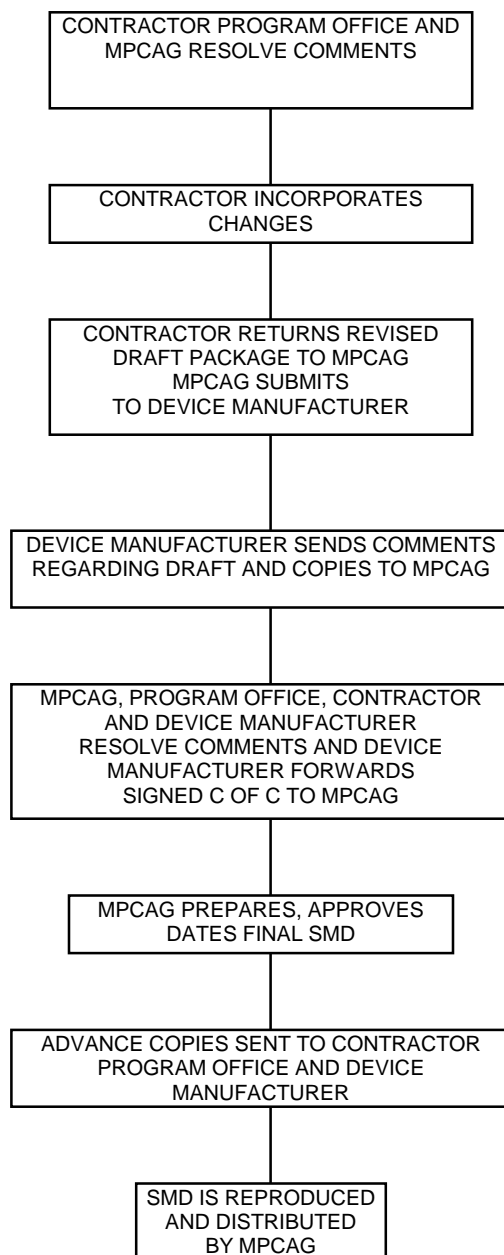 CONTRACTOR PROGRAM OFFICE AND
MPCAG RESOLVE COMMENTS
CONTRACTOR INCORPORATES
CHANGES
CONTRACTOR RETURNS REVISED
DRAFT PACKAGE TO MPCAG
MPCAG SUBMITS
TO DEVICE MANUFACTURER
DEVICE MANUFACTURER SENDS COMMENTS
REGARDING DRAFT AND COPIES TO MPCAG
MPCAG, PROGRAM OFFICE, CONTRACTOR
AND DEVICE MANUFACTURER
RESOLVE COMMENTS AND DEVICE
MANUFACTURER FORWARDS
SIGNED C OF C TO MPCAG
MPCAG PREPARES, APPROVES
DATES FINAL SMD
ADVANCE COPIES SENT TO CONTRACTOR
PROGRAM OFFICE AND DEVICE
MANUFACTURER
SMD IS REPRODUCED
AND DISTRIBUTED
BY MPCAG